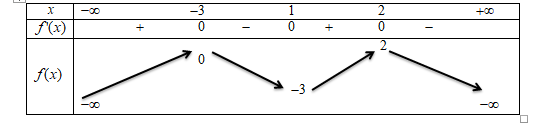 x −∞ −3 1 2 +∞
f'(x) + 0 − 0 + 0 −
2
0
f(x)
−3
−∞ −∞